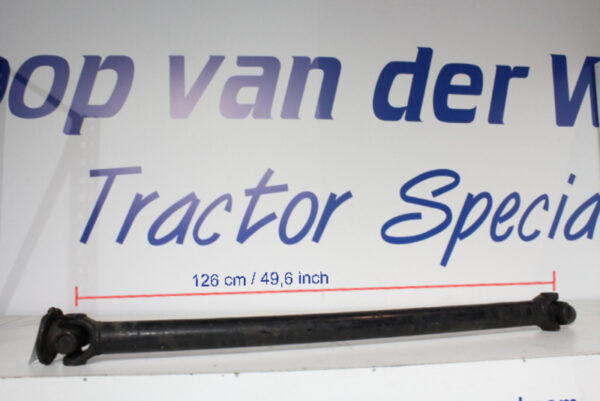 oop van der W
Tractor Specia
126 cm / 49,6 inch